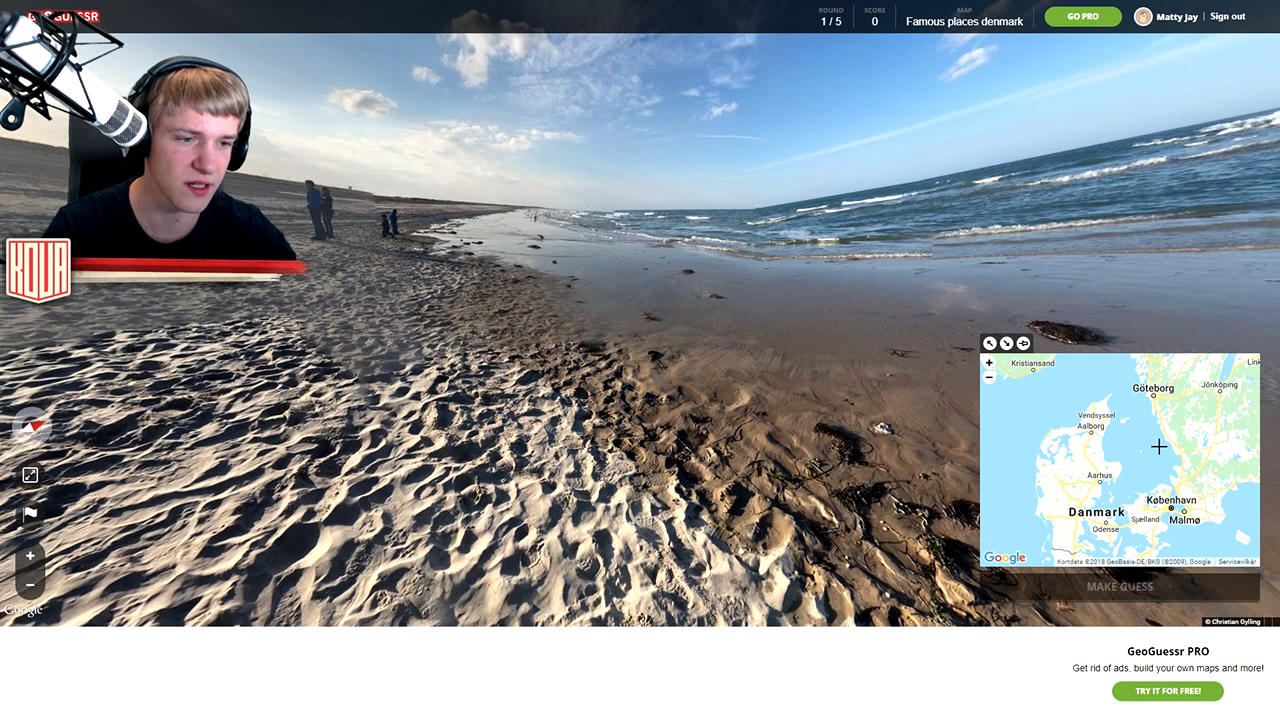 GEOGUESSR
ROUND
1 / 5
SCORE
0
MAP
Famous places denmark
GO PRO
Matty Jay
Sign out
KOUA
Kristiansand
Link
Göteborg
Jönköping
Vendsyssel
Aalborg
Aarhus
København
Danmark
Sjælland
Malmø
Odense
Google
Kortdata ©2018 GeoBasis-DE/BKG (©2009), Google
Servicevilkår
MAKE GUESS
Google
© Christian Gylling
GeoGuessr PRO
Get rid of ads, build your own maps and more!
TRY IT FOR FREE!